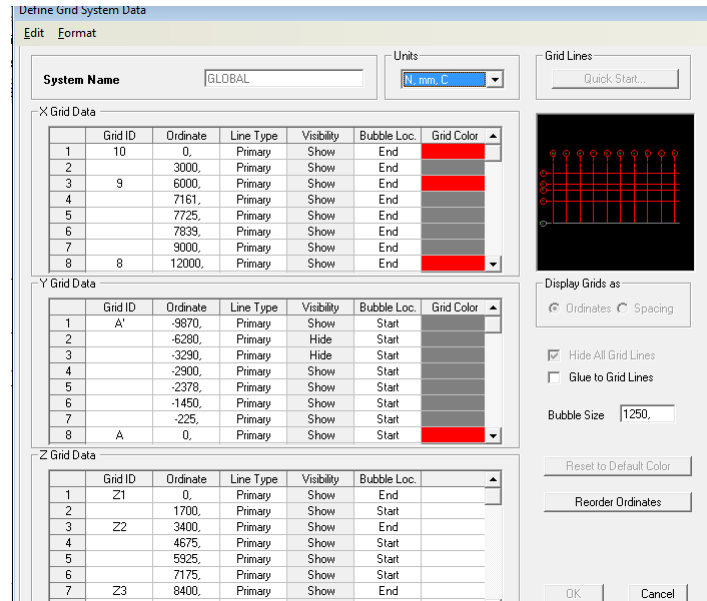 Define Grid System Data
Edit Format
System Name GLOBAL
Units
N, mm, C
Grid Lines
Quick Start...
X Grid Data
Grid ID Ordinate Line Type Visibility Bubble Loc. Grid Color
1 10 0, Primary Show End
2 3000, Primary Show End
3 9 6000, Primary Show End
4 7161, Primary Show End
5 7725, Primary Show End
6 7839, Primary Show End
7 9000, Primary Show End
8 8 12000, Primary Show End
Y Grid Data
Grid ID Ordinate Line Type Visibility Bubble Loc. Grid Color
1 A' -9870, Primary Show Start
2 -6280, Primary Hide Start
3 -3290, Primary Hide Start
4 -2900, Primary Show Start
5 -2378, Primary Show Start
6 -1450, Primary Show Start
7 -225, Primary Show Start
8 A 0, Primary Show Start
Display Grids as
Ordinates Spacing
Hide All Grid Lines
Glue to Grid Lines
Bubble Size 1250,
Z Grid Data
Grid ID Ordinate Line Type Visibility Bubble Loc.
1 Z1 0, Primary Show End
2 1700, Primary Show Start
3 Z2 3400, Primary Show End
4 4675, Primary Show Start
5 5925, Primary Show Start
6 7175, Primary Show Start
7 Z3 8400, Primary Show End
Reset to Default Color
Reorder Ordinates
OK Cancel